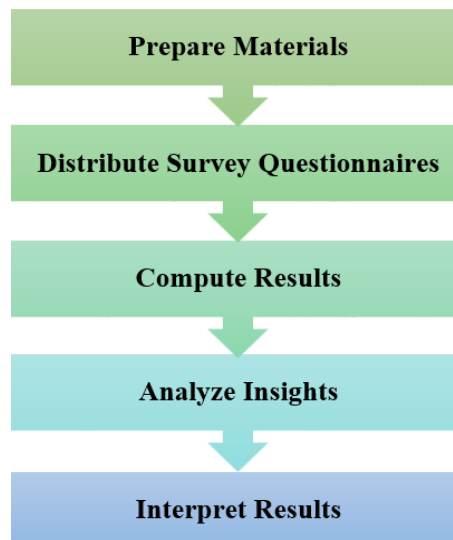 Prepare Materials
Distribute Survey Questionnaires
Compute Results
Analyze Insights
Interpret Results